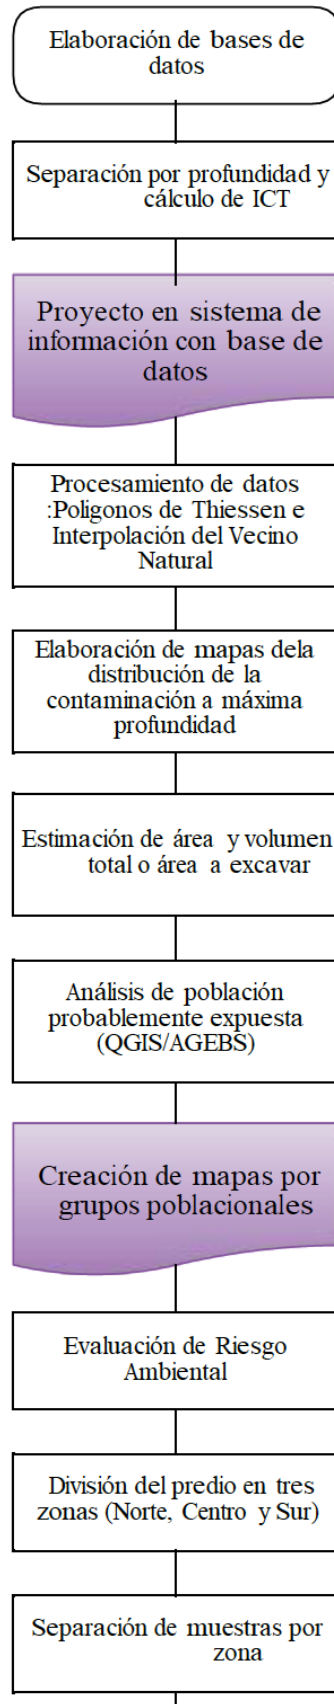 Elaboración de bases de
datos
Separación por profundidad y
cálculo de ICT
Proyecto en sistema de
información con base de
datos
Procesamiento de datos
:Poligonos de Thiessen e
Interpolación del Vecino
Natural
Elaboración de mapas dela
distribución de la
contaminación a máxima
profundidad
Estimación de área y volumen
total o área a excavar
Análisis de población
probablemente expuesta
(QGIS/AGEBS)
Creación de mapas por
grupos poblacionales
Evaluación de Riesgo
Ambiental
División del predio en tres
zonas (Norte, Centro y Sur)
Separación de muestras por
zona